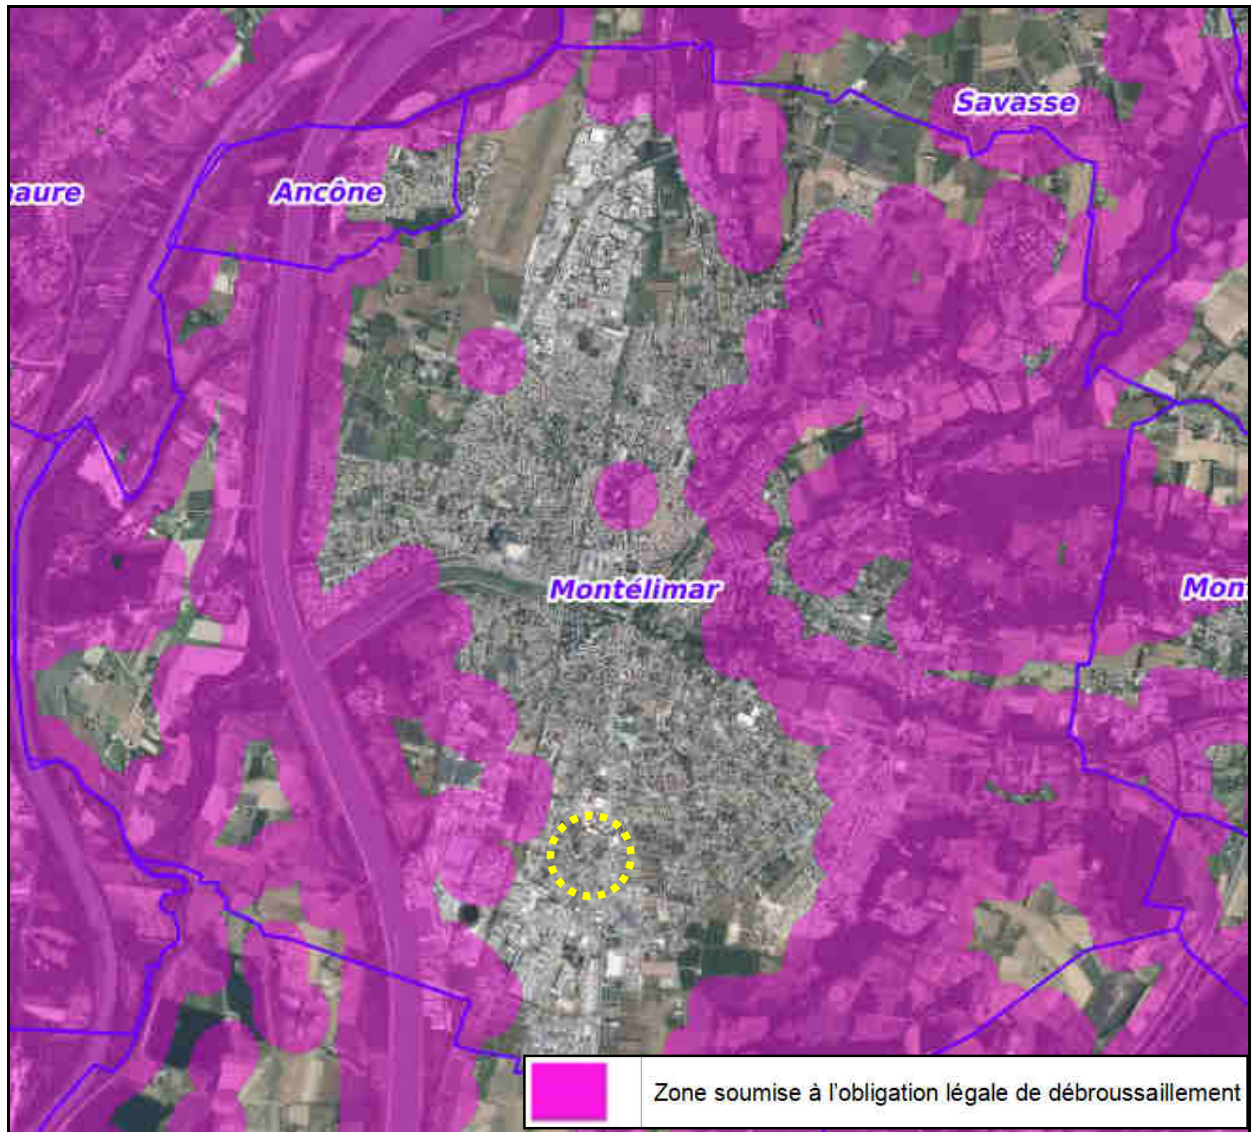 Savasse
aure
Ancône
Montélimar
Mon
Zone soumise à l'obligation légale de débroussaillement